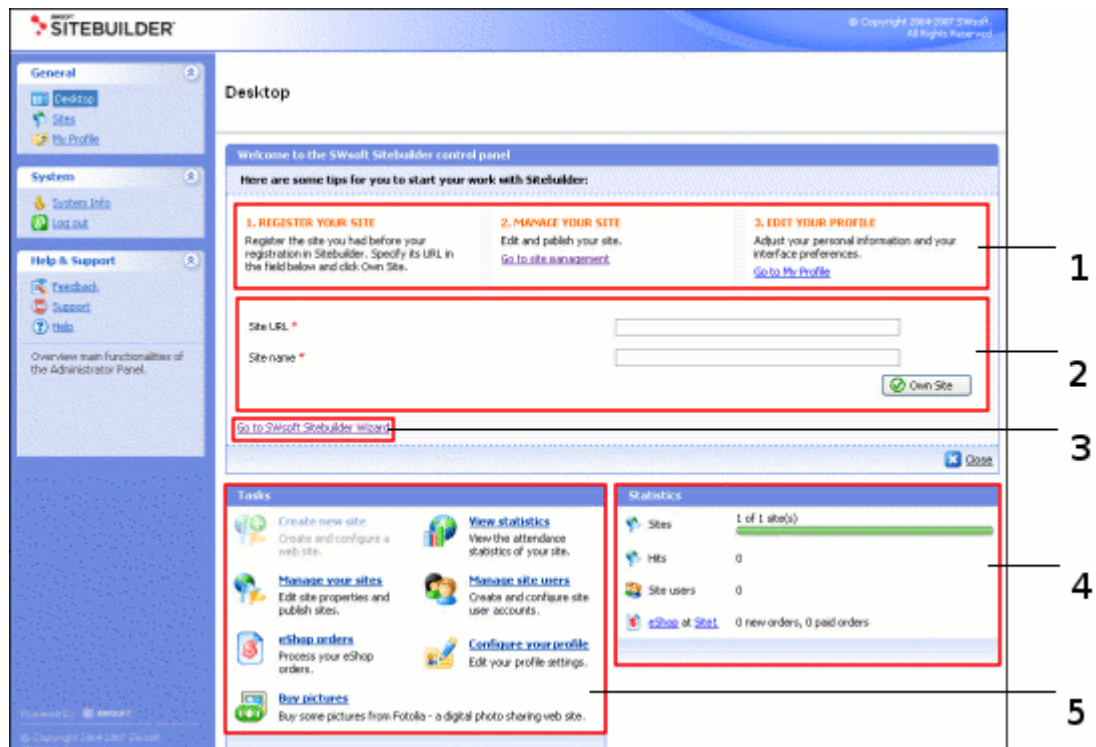 SWSOFT
SITEBUILDER
© Copyright 2004-2007 SWsoft.
All Rights Reserved.
General
Desktop
Sites
My Profile
System
System Info
Log out
Help & Support
Feedback
Support
Help
Overview main functionalities of
the Administrator Panel.
Powered by SWSOFT
© Copyright 2004-2007 SWsoft
Desktop
Welcome to the SWsoft Sitebuilder control panel
Here are some tips for you to start your work with Sitebuilder:
1. REGISTER YOUR SITE
Register the site you had before your
registration in Sitebuilder. Specify its URL in
the field below and click Own Site.
2. MANAGE YOUR SITE
Edit and publish your site.
Go to site management
3. EDIT YOUR PROFILE
Adjust your personal information and your
interface preferences.
Go to My Profile
1
Site URL *
Site name *
Own Site
2
Go to SWsoft Sitebuilder Wizard
3
Close
Tasks
Create new site
Create and configure a
web site.
View statistics
View the attendance
statistics of your site.
Manage your sites
Edit site properties and
publish sites.
Manage site users
Create and configure site
user accounts.
eShop orders
Process your eShop
orders.
Configure your profile
Edit your profile settings.
Buy pictures
Buy some pictures from Fotolia - a digital photo sharing web site.
5
Statistics
Sites 1 of 1 site(s)
Hits 0
Site users 0
eShop at Site1 0 new orders, 0 paid orders
4